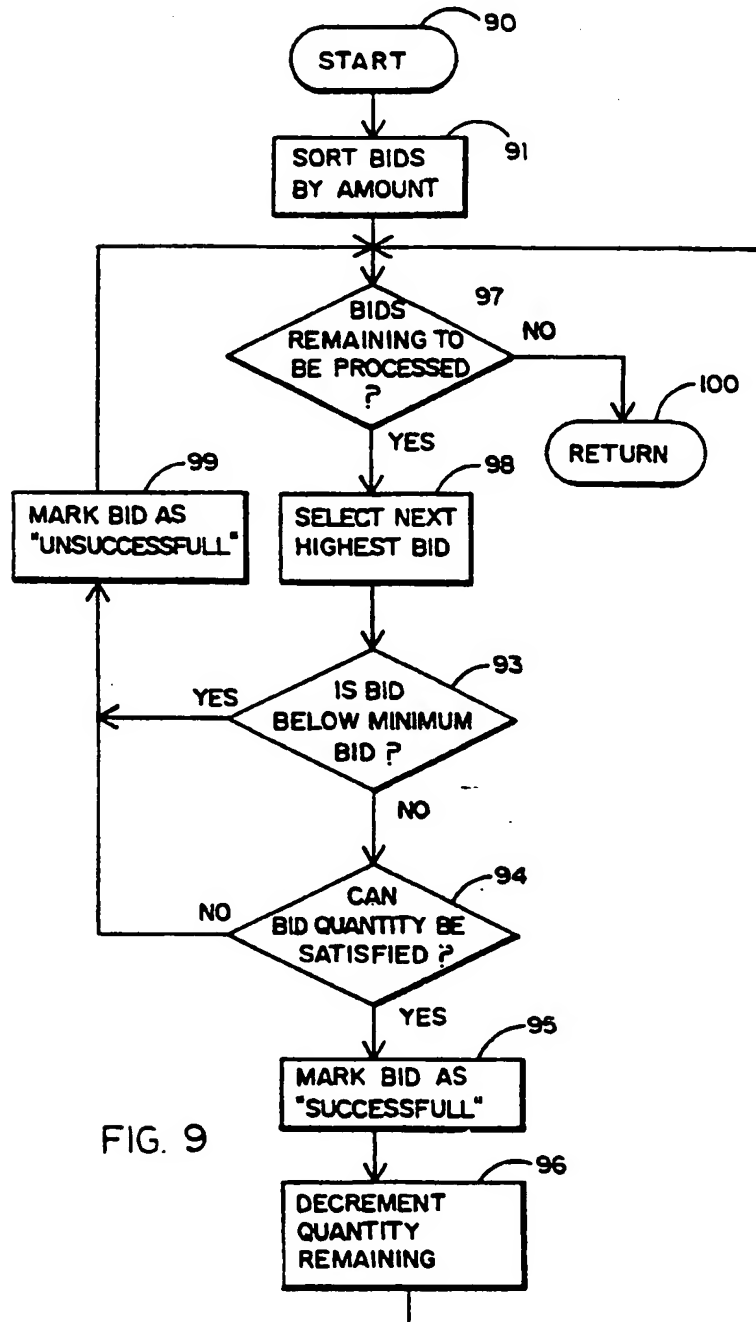 90
START
91
SORT BIDS
BY AMOUNT
97
BIDS
REMAINING TO
BE PROCESSED
?
NO
YES
100
RETURN
99
MARK BID AS
"UNSUCCESSFULL"
98
SELECT NEXT
HIGHEST BID
93
YES
IS BID
BELOW MINIMUM
BID ?
NO
94
NO
CAN
BID QUANTITY BE
SATISFIED ?
YES
95
MARK BID AS
"SUCCESSFULL"
FIG. 9
96
DECREMENT
QUANTITY
REMAINING